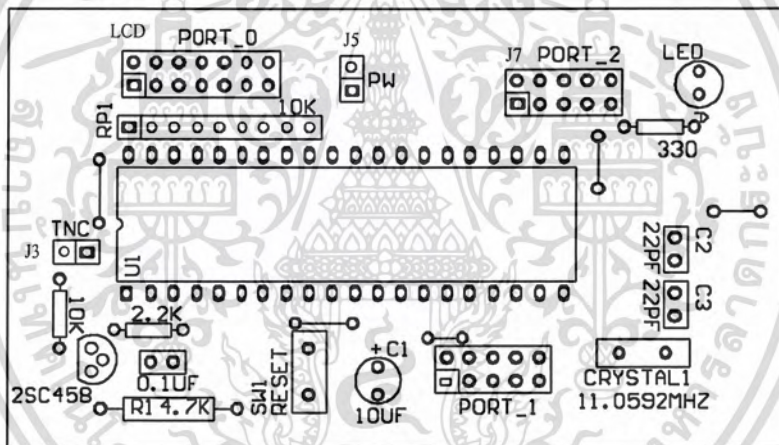 LCD PORT_0
J5
PW
J7 PORT_2
LED
A
RP1
10K
330
TNC
J3
U1
C2
22PF
C3
22PF
10K
2.2K
2SC458
0.1UF
R1 4.7K
SW1
RESET
+C1
10UF
PORT_1
CRYSTAL1
11.0592MHZ